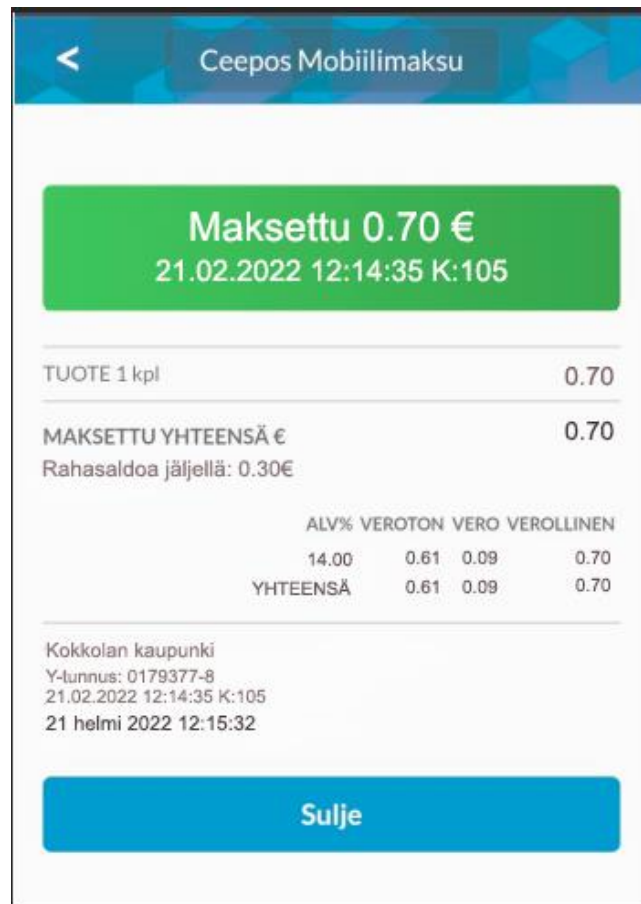 <
Ceepos Mobiilimaksu
Maksettu 0.70 €
21.02.2022 12:14:35 K:105
TUOTE 1 kpl 0.70
MAKSETTU YHTEENSÄ € 0.70
Rahasaldoa jäljellä: 0.30€
ALV% VEROTON VERO VEROLLINEN
14.00 0.61 0.09 0.70
YHTEENSÄ 0.61 0.09 0.70
Kokkolan kaupunki
Y-tunnus: 0179377-8
21.02.2022 12:14:35 K:105
21 helmi 2022 12:15:32
Sulje